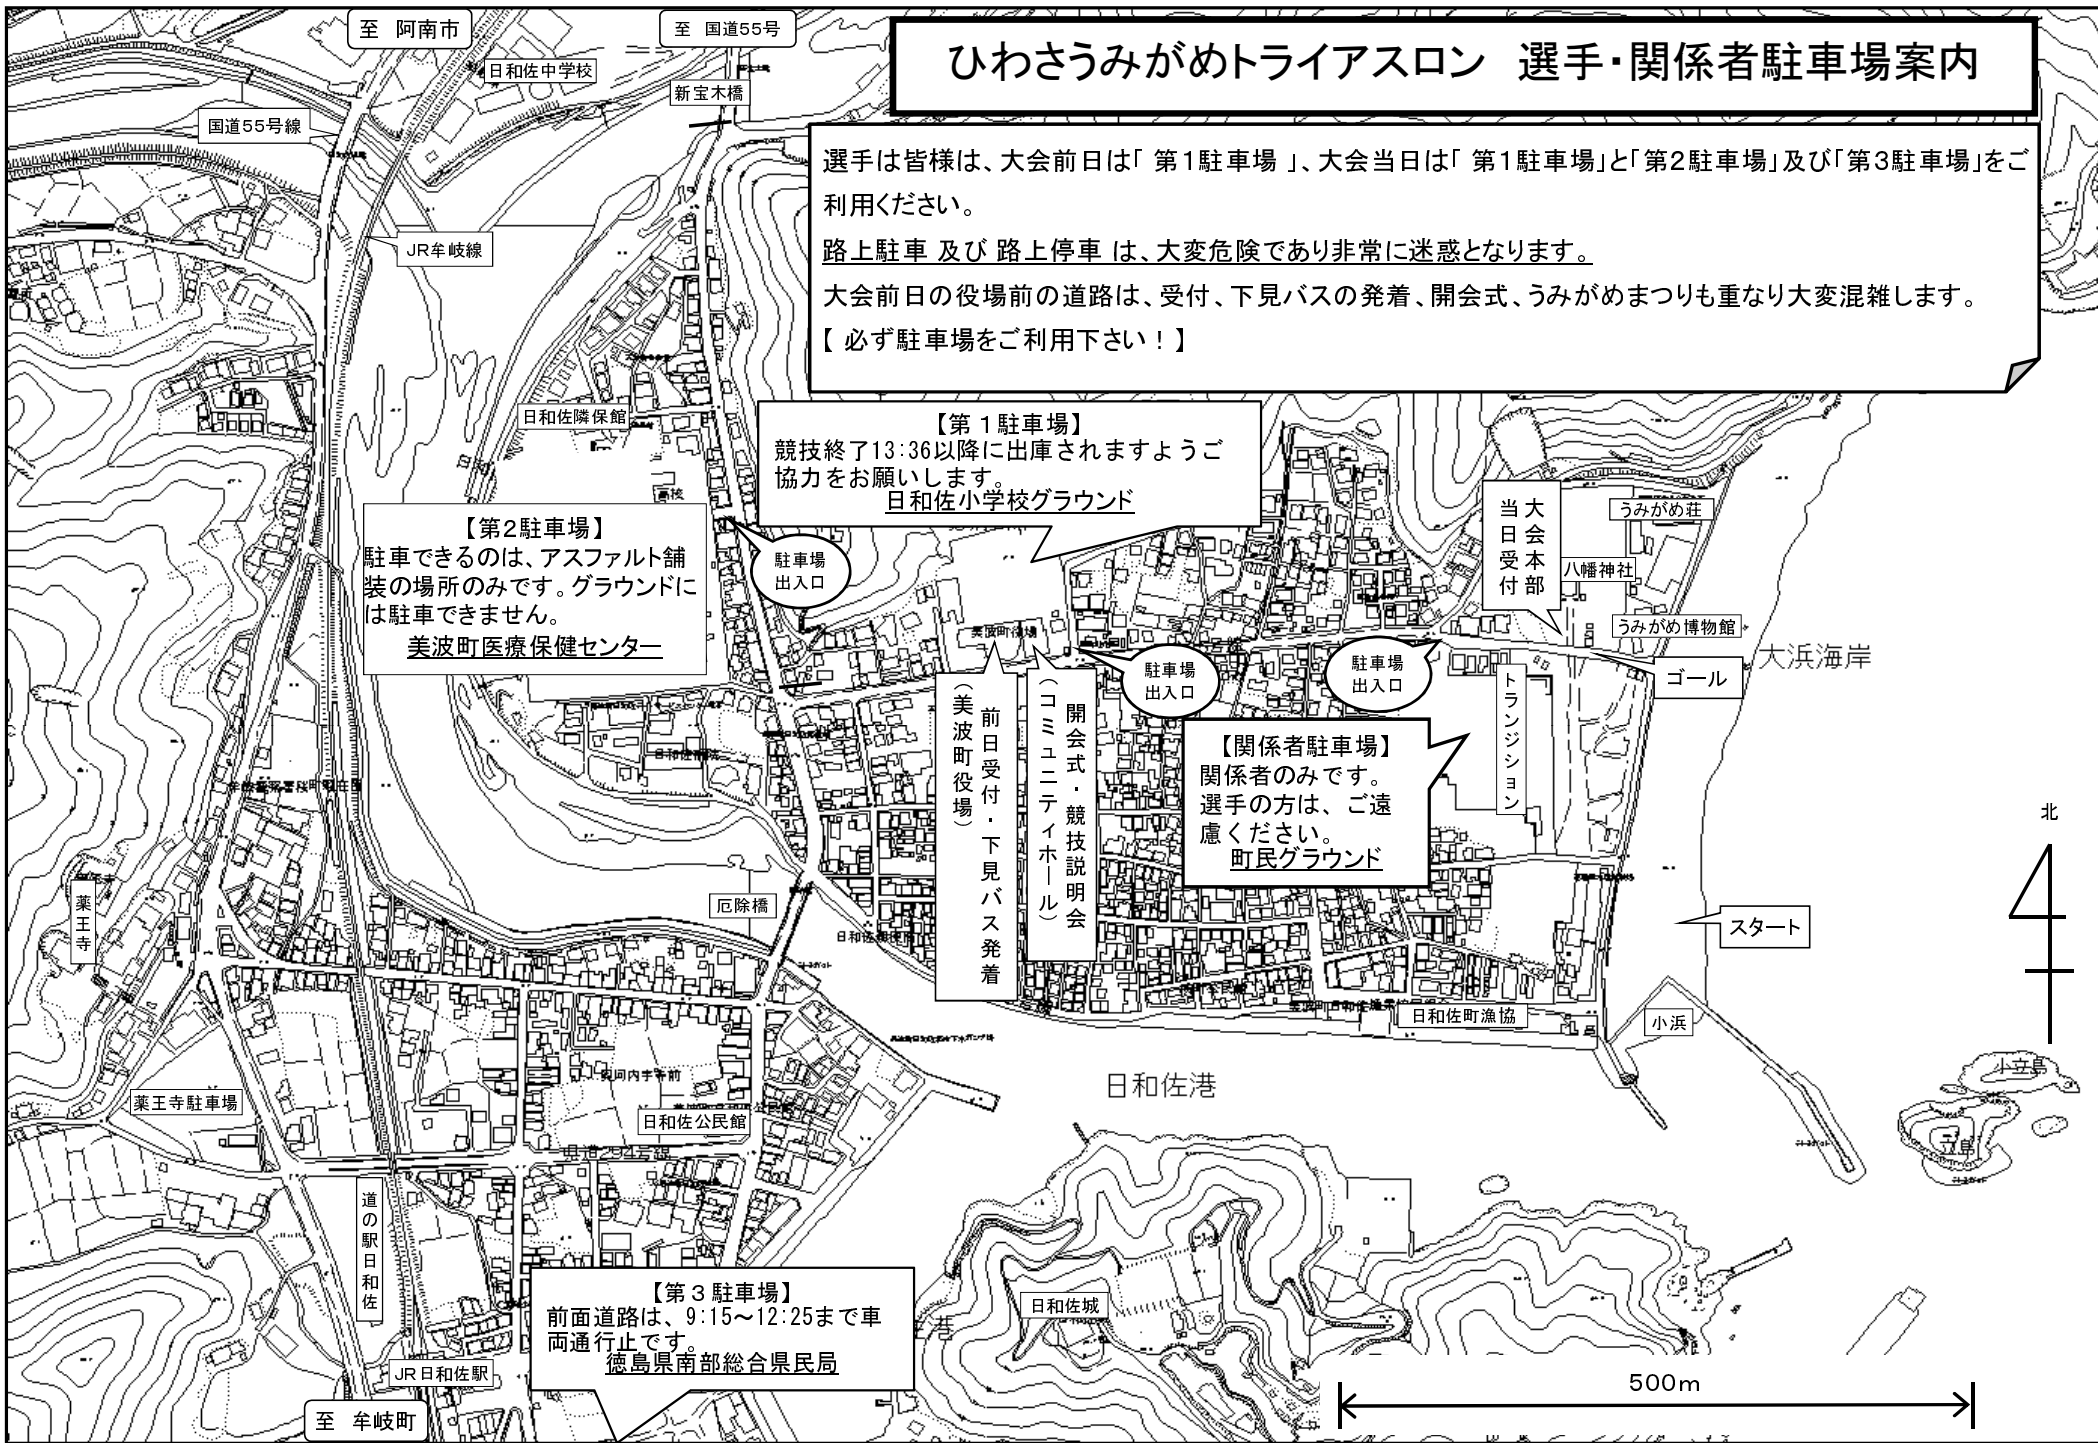 至 阿南市
至 国道55号
ひわさうみがめトライアスロン 選手・関係者駐車場案内
日和佐中学校
新宝木橋
国道55号線
JR牟岐線
選手は皆様は、大会前日は「 第1駐車場 」、大会当日は「 第1駐車場」と「第2駐車場」及び「第3駐車場」をご
利用ください。
路上駐車 及び 路上停車 は、大変危険であり非常に迷惑となります。
大会前日の役場前の道路は、受付、下見バスの発着、開会式、うみがめまつりも重なり大変混雑します。
【 必ず駐車場をご利用下さい！】
日和佐隣保館
【第１駐車場】
競技終了13:36以降に出庫されますようご
協力をお願いします。
日和佐小学校グラウンド
高校
【第2駐車場】
駐車できるのは、アスファルト舗
装の場所のみです。グラウンドに
は駐車できません。
美波町医療保健センター
駐車場
出入口
大会本部
当日受付
うみがめ荘
八幡神社
うみがめ博物館
大浜海岸
ゴール
美波町役場
駐車場
出入口
駐車場
出入口
トランジション
前日受付・下見バス発着
（美波町役場）
開会式・競技説明会
（コミュニティホール）
【関係者駐車場】
関係者のみです。
選手の方は、ご遠
慮ください。
町民グラウンド
北
薬王寺
厄除橋
スタート
日和佐町漁協
小浜
小立島
立島
日和佐港
薬王寺駐車場
日和佐公民館
県道294号線
道の駅日和佐
【第３駐車場】
前面道路は、9:15～12:25まで車
両通行止です。
徳島県南部総合県民局
日和佐城
JR日和佐駅
至 牟岐町
500m